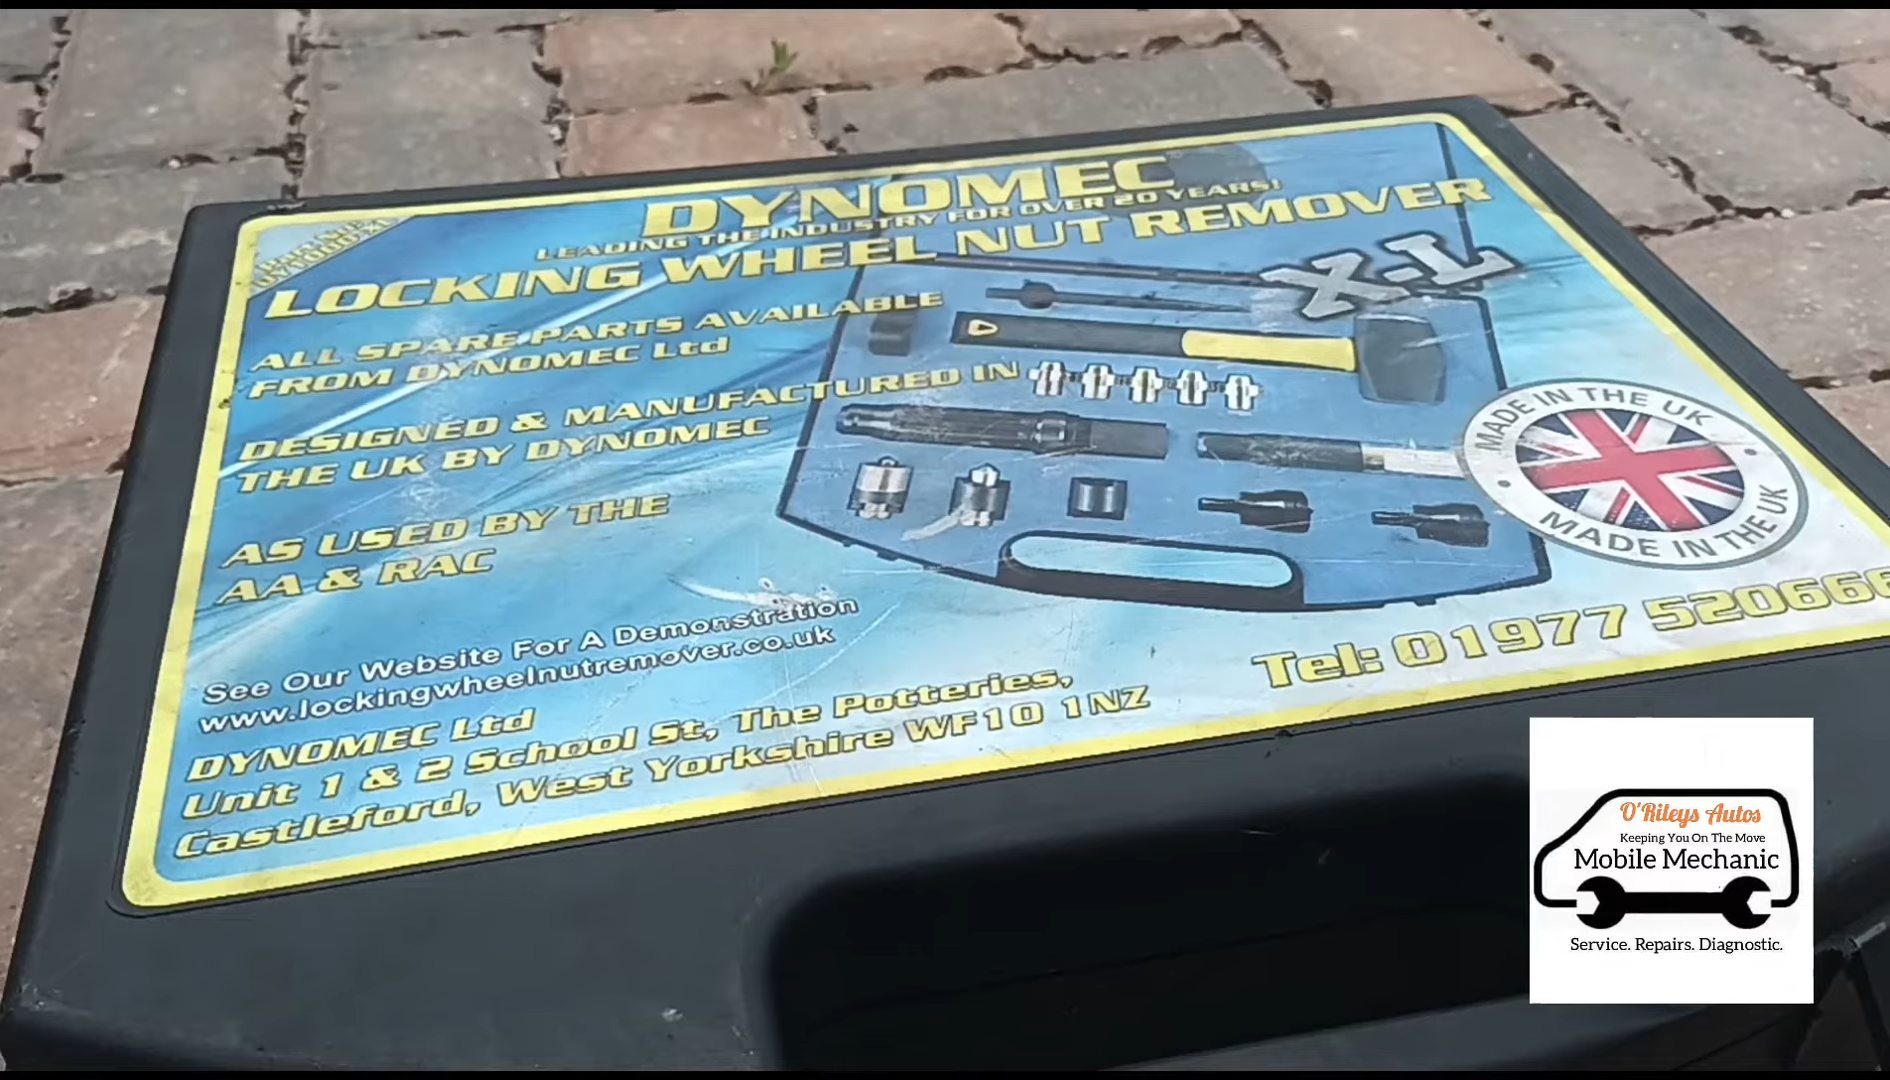 DYNOMEC
LEADING THE INDUSTRY FOR OVER 20 YEARS!
LOCKING WHEEL NUT REMOVER
X-L
ALL SPARE PARTS AVAILABLE
FROM DYNOMEC Ltd
DESIGNED & MANUFACTURED IN
THE UK BY DYNOMEC
AS USED BY THE
AA & RAC
MADE IN THE UK
MADE IN THE UK
See Our Website For A Demonstration
www.lockingwheelnutremover.co.uk
DYNOMEC Ltd
Unit 1 & 2 School St, The Potteries,
Castleford, West Yorkshire WF10 1NZ
Tel: 01977 520666
O'Rileys Autos
Keeping You On The Move
Mobile Mechanic
Service. Repairs. Diagnostic.